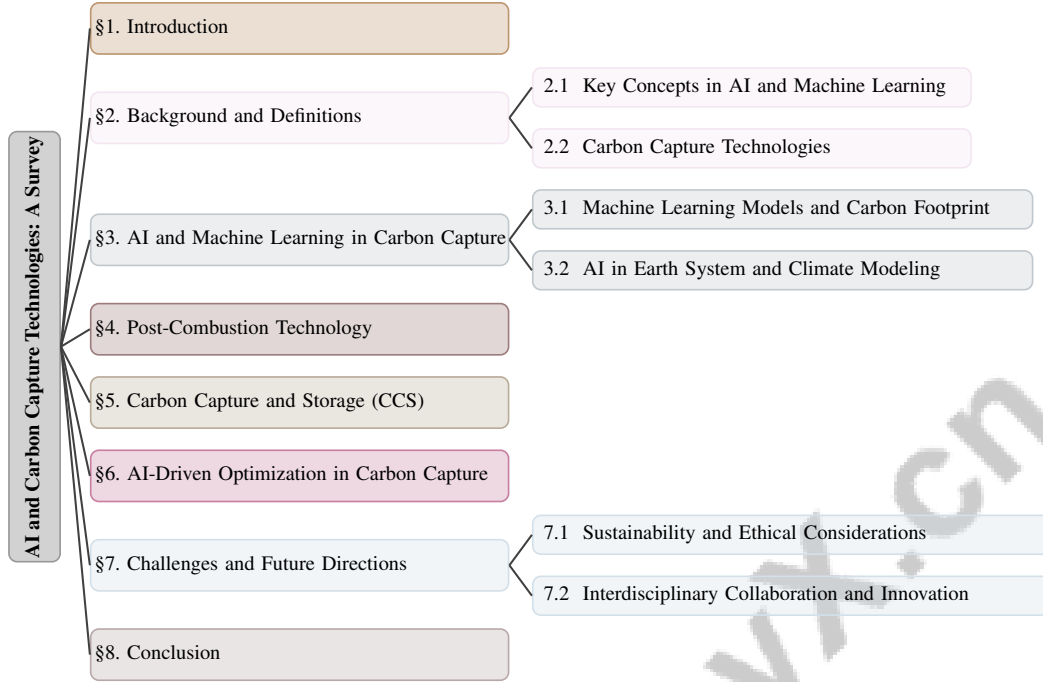 AI and Carbon Capture Technologies: A Survey
§1. Introduction
§2. Background and Definitions
2.1 Key Concepts in AI and Machine Learning
2.2 Carbon Capture Technologies
§3. AI and Machine Learning in Carbon Capture
3.1 Machine Learning Models and Carbon Footprint
3.2 AI in Earth System and Climate Modeling
§4. Post-Combustion Technology
§5. Carbon Capture and Storage (CCS)
§6. AI-Driven Optimization in Carbon Capture
§7. Challenges and Future Directions
7.1 Sustainability and Ethical Considerations
7.2 Interdisciplinary Collaboration and Innovation
§8. Conclusion
vx.cn